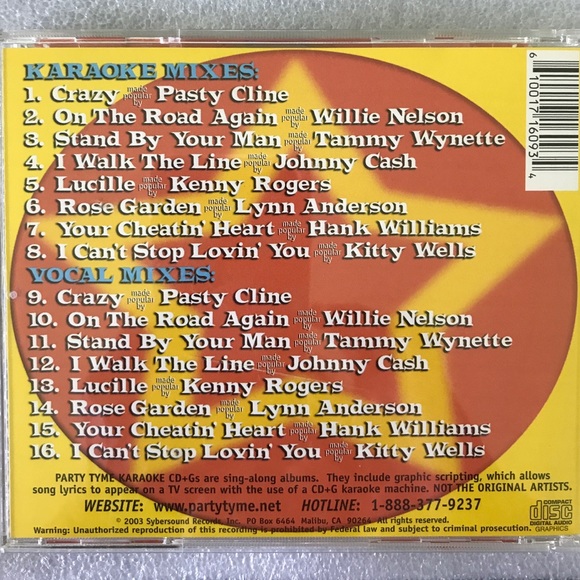 KARAOKE MIXES:
1. Crazy made popular by Pasty Cline
2. On The Road Again made popular by Willie Nelson
3. Stand By Your Man made popular by Tammy Wynette
4. I Walk The Line made popular by Johnny Cash
5. Lucille made popular by Kenny Rogers
6. Rose Garden made popular by Lynn Anderson
7. Your Cheatin' Heart made popular by Hank Williams
8. I Can't Stop Lovin' You made popular by Kitty Wells
VOCAL MIXES:
9. Crazy made popular by Pasty Cline
10. On The Road Again made popular by Willie Nelson
11. Stand By Your Man made popular by Tammy Wynette
12. I Walk The Line made popular by Johnny Cash
13. Lucille made popular by Kenny Rogers
14. Rose Garden made popular by Lynn Anderson
15. Your Cheatin' Heart made popular by Hank Williams
16. I Can't Stop Lovin' You made popular by Kitty Wells
PARTY TYME KARAOKE CD+Gs are sing-along albums. They include graphic scripting, which allows
song lyrics to appear on a TV screen with the use of a CD+G karaoke machine. NOT THE ORIGINAL ARTISTS.
WEBSITE: www.partytyme.net HOTLINE: 1-888-377-9237
© 2003 Sybersound Records, Inc. PO Box 6464 Malibu, CA 90264 All rights reserved.
Warning: Unauthorized reproduction of this recording is prohibited by Federal law and subject to criminal prosecution.
COMPACT
disc
DIGITAL AUDIO
GRAPHICS
6 10017 16093 4